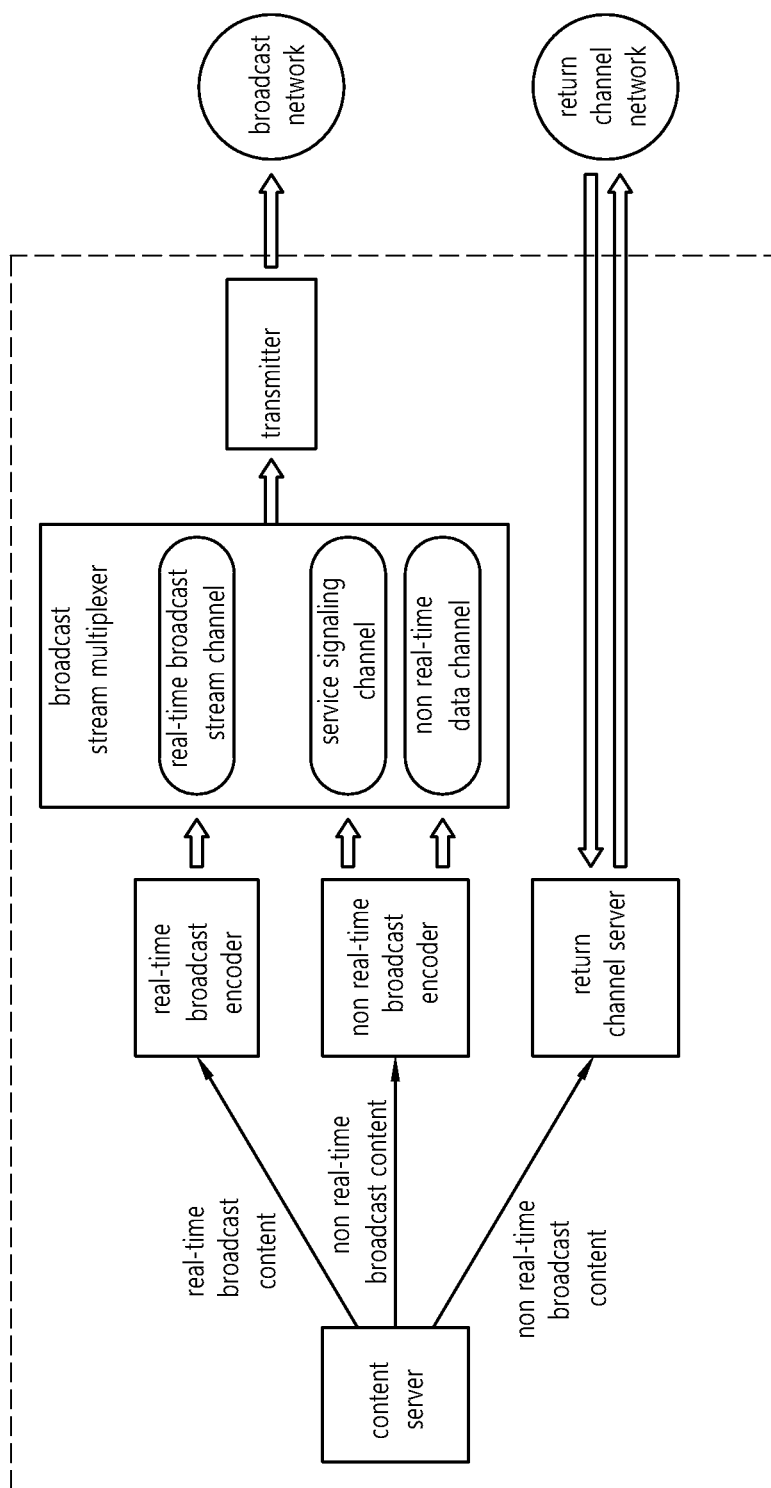 content
server
real-time
broadcast
content
non real-time
broadcast content
non real-time
broadcast
content
real-time
broadcast
encoder
non real-time
broadcast
encoder
return
channel server
broadcast
stream multiplexer
real-time broadcast
stream channel
service signaling
channel
non real-time
data channel
transmitter
broadcast
network
return
channel
network